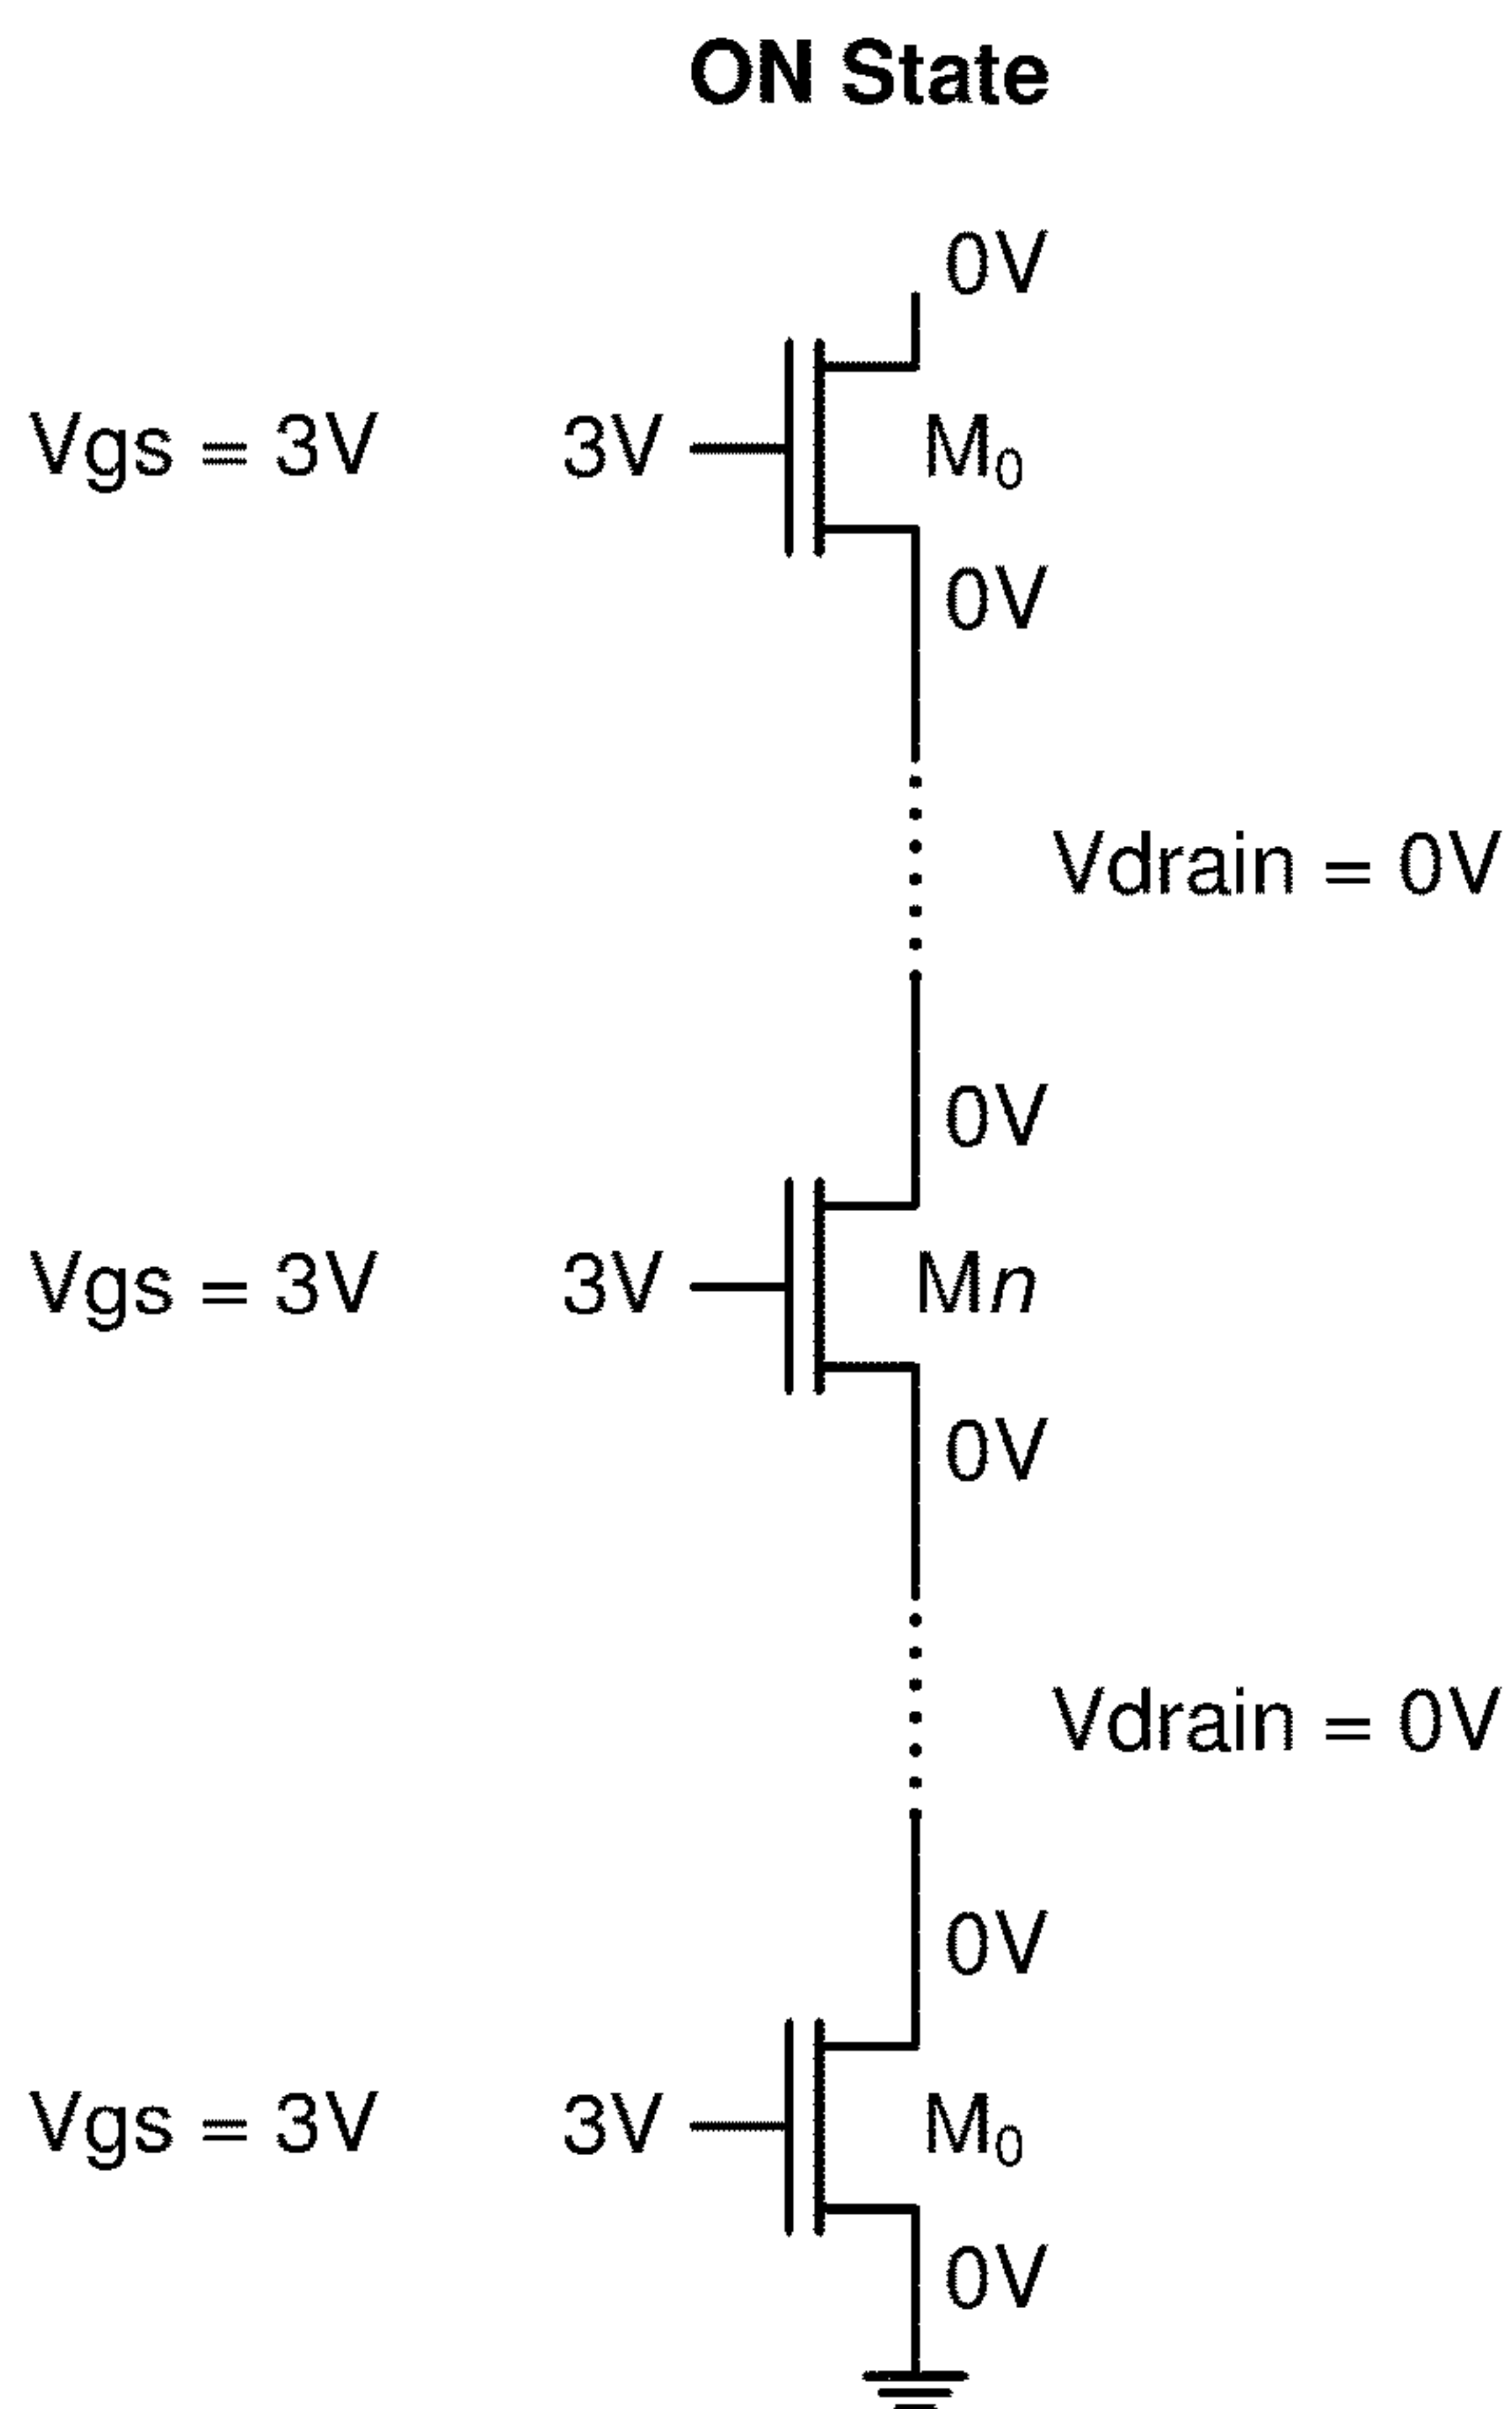 ON State
0V
Vgs = 3V 3V M₀
0V
Vdrain = 0V
0V
Vgs = 3V 3V Mn
0V
Vdrain = 0V
0V
Vgs = 3V 3V M₀
0V